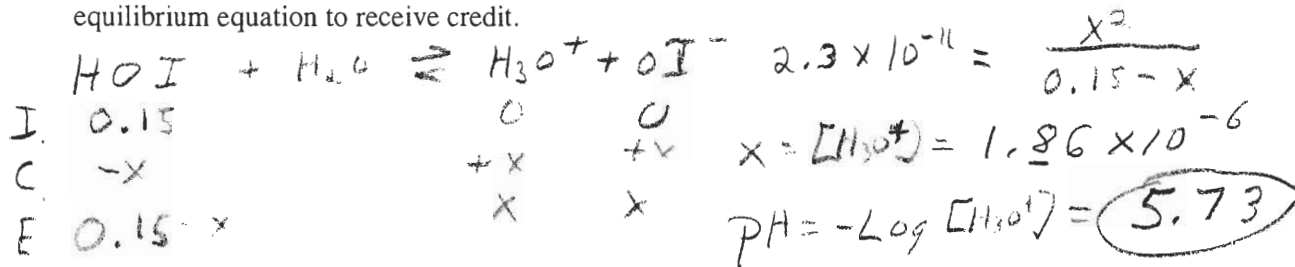 equilibrium equation to receive credit.
HOI + H₂O ⇌ H₃O⁺ + OI⁻ 2.3 x 10⁻¹¹ = x² / 0.15 - x
I. 0.15 0 0
C -x +x +x x = [H₃O⁺] = 1.86 x 10⁻⁶
E 0.15 - x x x pH = -Log [H₃O⁺] = 5.73